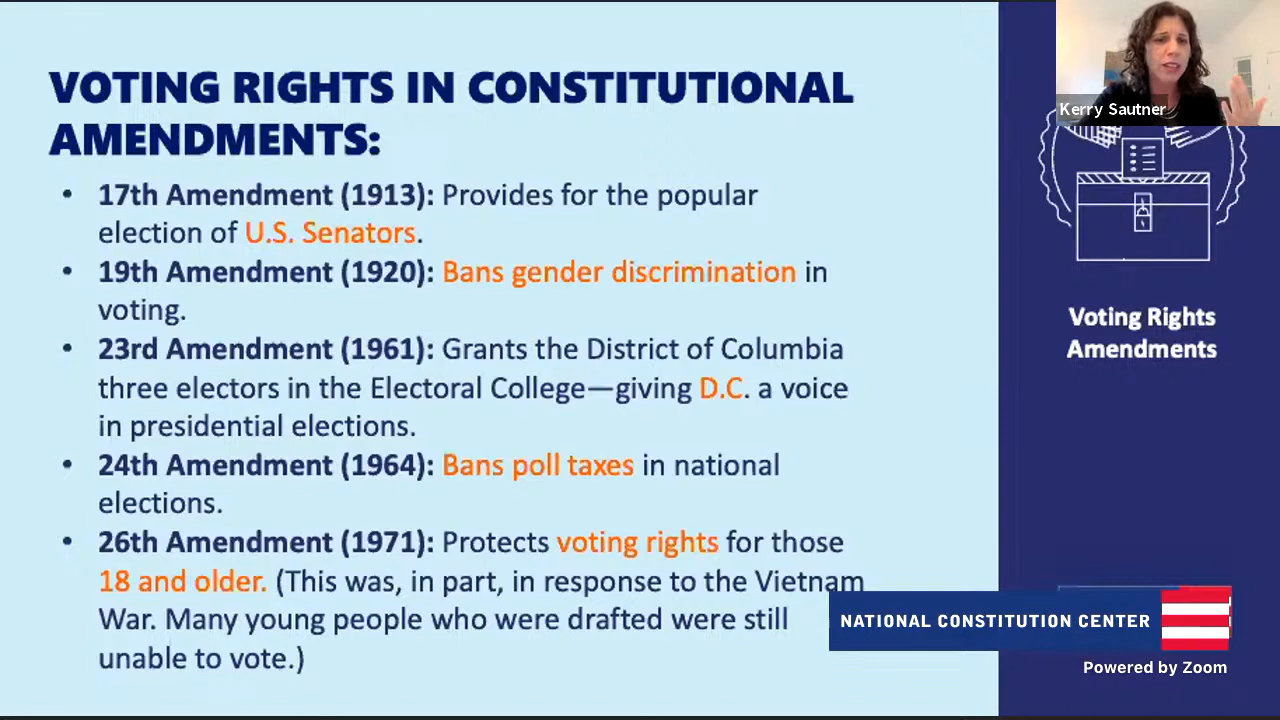 VOTING RIGHTS IN CONSTITUTIONAL
AMENDMENTS:
• 17th Amendment (1913): Provides for the popular
election of U.S. Senators.
• 19th Amendment (1920): Bans gender discrimination in
voting.
• 23rd Amendment (1961): Grants the District of Columbia
three electors in the Electoral College—giving D.C. a voice
in presidential elections.
• 24th Amendment (1964): Bans poll taxes in national
elections.
• 26th Amendment (1971): Protects voting rights for those
18 and older. (This was, in part, in response to the Vietnam
War. Many young people who were drafted were still
unable to vote.)
Kerry Sautner
Voting Rights
Amendments
NATIONAL CONSTITUTION CENTER
Powered by Zoom